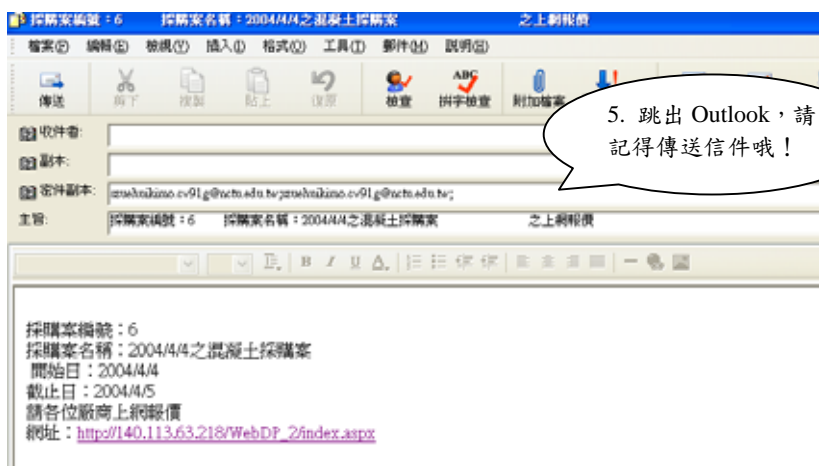 採購案編號：6 採購案名稱：2004/4/4之混凝土採購案 之上網報價
檔案(F) 編輯(E) 檢視(V) 插入(I) 格式(O) 工具(T) 郵件(M) 說明(H)
傳送 剪下 複製 貼上 復原 檢查 拼字檢查 附加檔案
5. 跳出 Outlook，請
記得傳送信件哦！
收件者:
副本:
密件副本:
主旨: 採購案編號：6 採購案名稱：2004/4/4之混凝土採購案 之上網報價
B I U A
採購案編號：6
採購案名稱：2004/4/4之混凝土採購案
開始日：2004/4/4
截止日：2004/4/5
請各位廠商上網報價
網址：http://140.113.63.218/WebDP_2/index.aspx